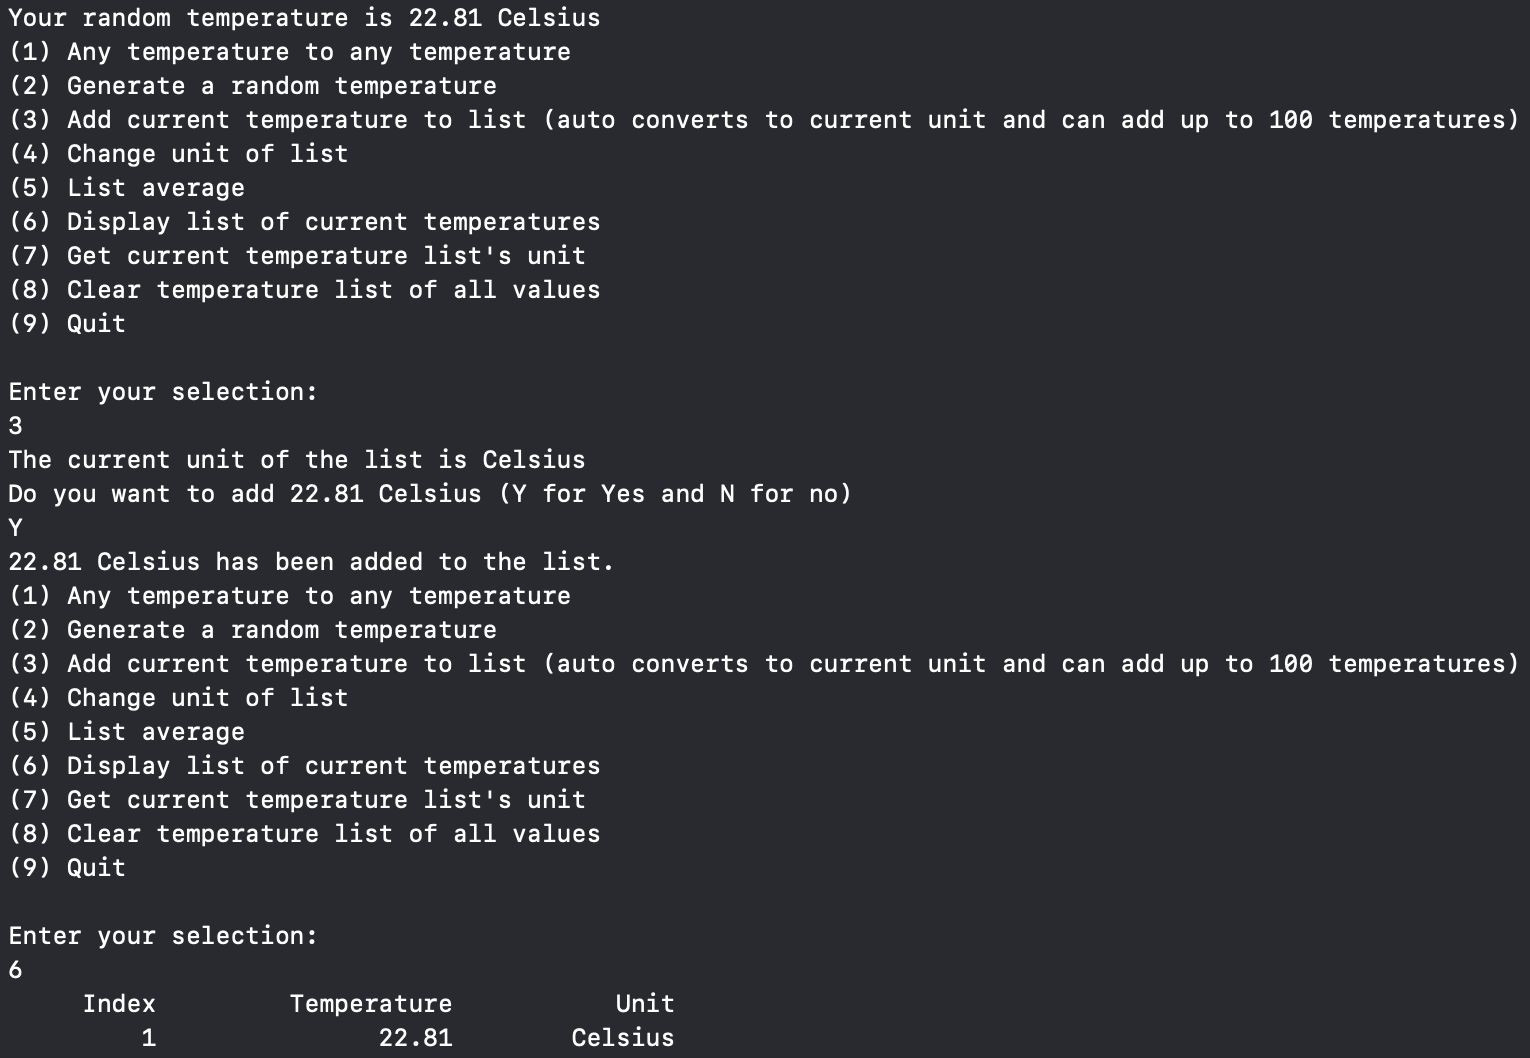 Your random temperature is 22.81 Celsius
(1) Any temperature to any temperature
(2) Generate a random temperature
(3) Add current temperature to list (auto converts to current unit and can add up to 100 temperatures)
(4) Change unit of list
(5) List average
(6) Display list of current temperatures
(7) Get current temperature list's unit
(8) Clear temperature list of all values
(9) Quit

Enter your selection:
3
The current unit of the list is Celsius
Do you want to add 22.81 Celsius (Y for Yes and N for no)
Y
22.81 Celsius has been added to the list.
(1) Any temperature to any temperature
(2) Generate a random temperature
(3) Add current temperature to list (auto converts to current unit and can add up to 100 temperatures)
(4) Change unit of list
(5) List average
(6) Display list of current temperatures
(7) Get current temperature list's unit
(8) Clear temperature list of all values
(9) Quit

Enter your selection:
6
     Index         Temperature           Unit
         1               22.81        Celsius